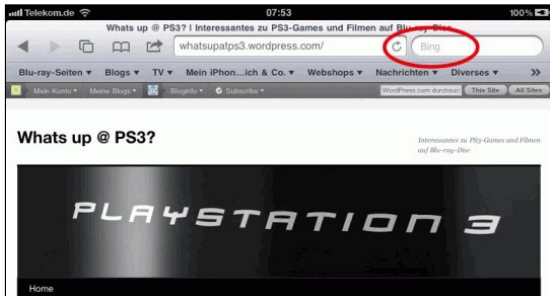 Telekom.de 07:53 100%
Whats up @ PS3? | Interessantes zu PS3-Games und Filmen auf Blu-ray-Disc
whatsupatps3.wordpress.com/ Bing
Blu-ray-Seiten ▾ Blogs ▾ TV ▾ Mein iPhon...ich & Co. ▾ Webshops ▾ Nachrichten ▾ Diverses ▾ »
Mein Konto ▾ Meine Blogs ▾ Bloginfo ▾ Subscribe ▾ WordPress.com durchsuc This Site All Sites
Whats up @ PS3?
Interessantes zu PS3-Games und Filmen
auf Blu-ray-Disc
PLAYSTATION 3
Home